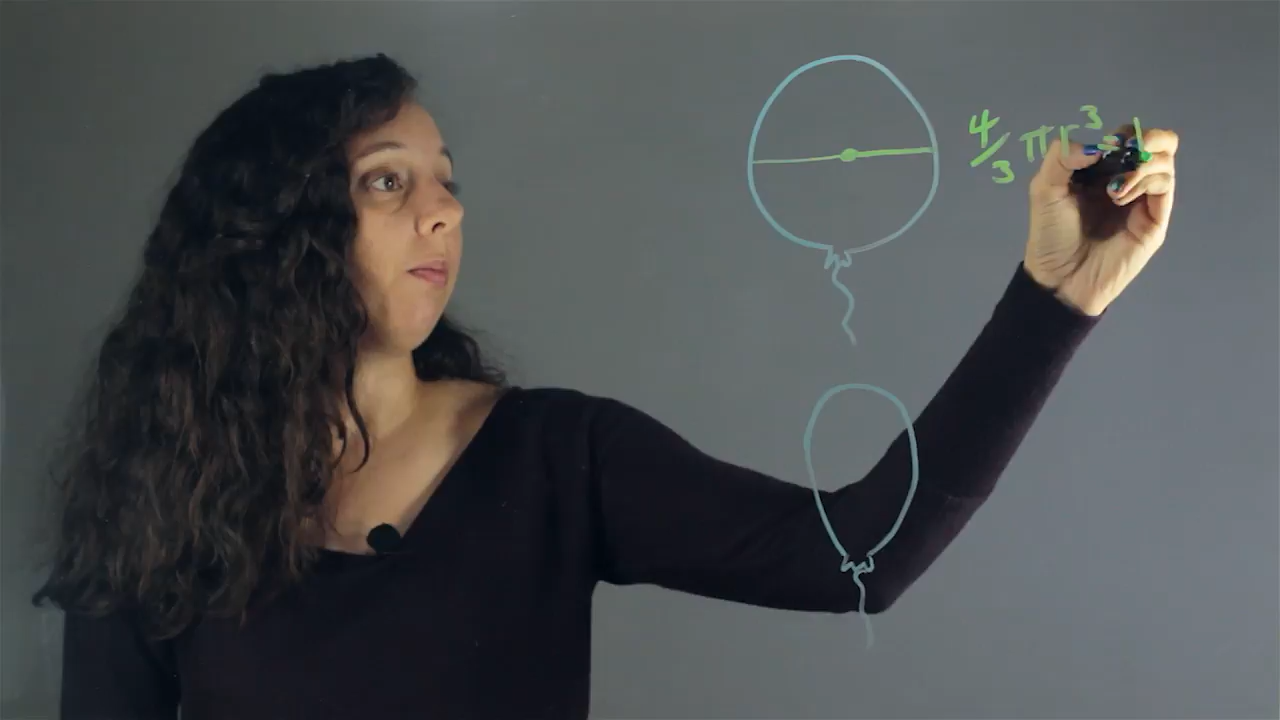 4/3 πr³ =